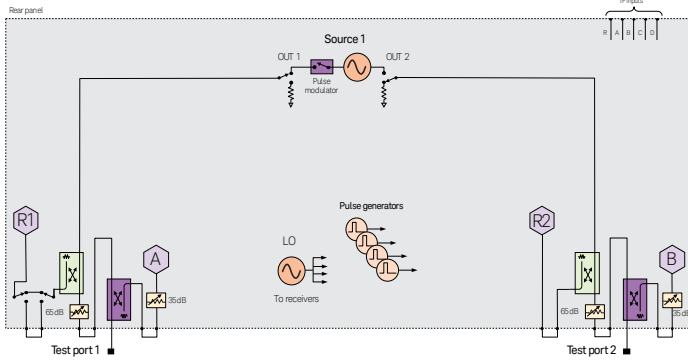 Rear panel
IF inputs
R A B C D
Source 1
OUT 1
OUT 2
Pulse
modulator
Pulse generators
R1
A
LO
R2
B
65dB
35dB
To receivers
65dB
35dB
Test port 1
Test port 2